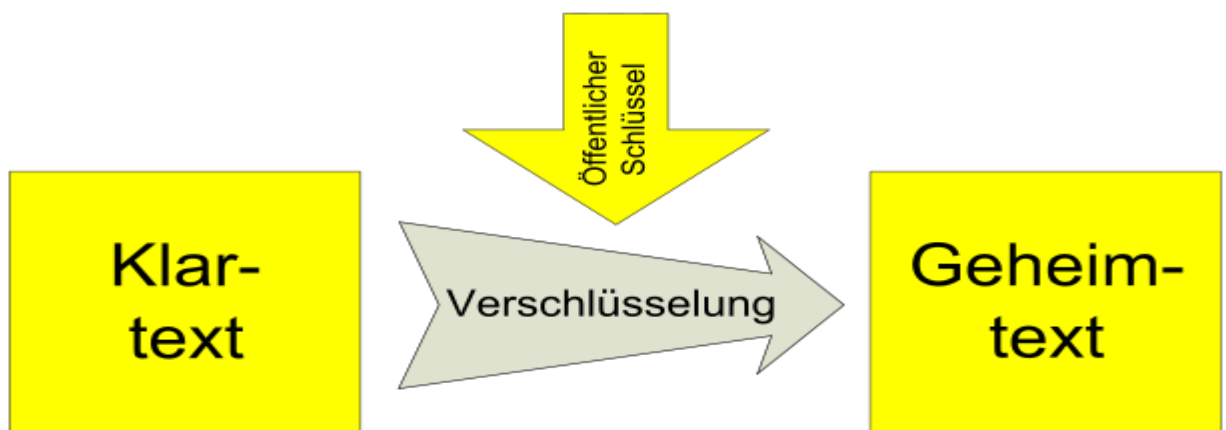 Öffentlicher
Schlüssel
Klar-
text
Verschlüsselung
Geheim-
text